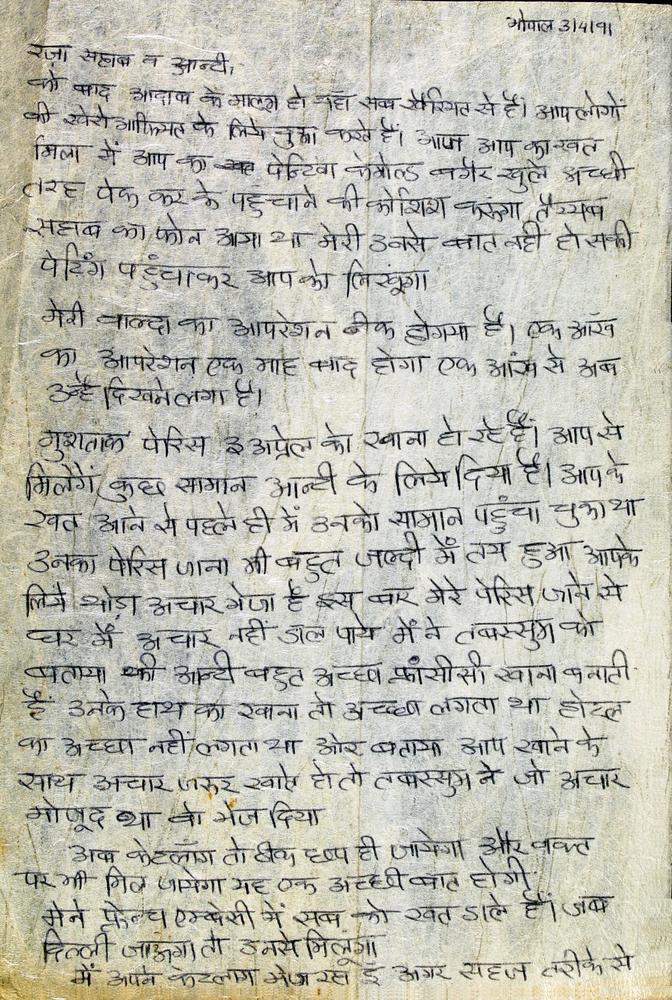 भोपाल 3/4/91
रज़ा सहाब व आन्टी,
को बाद आदाब के मालूम हो यहाँ सब खैरियत से है। आप लोगों
की खेरो आफियत के लिये दुआ करते है। आज आप का खत
मिला में आप का पेन्टिंग बगैर खुले अच्छी
तरह पेक कर के पहुंचाने की कोशिश करूंगा तैय्यब
सहाब का फोन आया था मेरी उनसे बात नही हो सकी
पेटिंग पहुंचाकर आप को लिखूंगा
मेरी वाल्दा का आपरेशन ठीक होगया है। एक आँख
का आपरेशन एक माह बाद होगा एक आंख से अब
उन्हें दिखने लगा है।
गुशताक पेरिस 3 अप्रेल को रवाना हो रहे हैं। आप से
मिलेगें कुछ सामान आन्टी के लिये दिया है। आपके
खत आने से पहले ही में उनको सामान पहुंचा चुका था
उनका पेरिस जाना भी बहुत जल्दी में तय हुआ आपके
लिये थोड़ा अचार भेजा है इस बार मेरे पेरिस जाने से
घर में अचार नही डाल पाये में ने तबस्सुम को
बताया की आन्टी बहुत अच्छा फ्रांसीसी खाना बनाती
हैं उनके हाथ का खाना तो अच्छा लगता था होटल
का अच्छा नहीं लगता था और बताया आप खाने के
साथ अचार जरूर खाते हो तो तबस्सुम ने जो अचार
मोजूद था वो भेज दिया
अब केटलॉग तो ठीक छप ही जायेगा और वक्त
पर भी मिल जायेगा यह एक अच्छी बात होगी
मेने फ्रेन्च एम्बेसी में सब को खत डाले हैं। जब
दिल्ली जाऊगा तो उनसे मिलूंगा
में अपने केटलाग भेज रहा हूँ अगर सहज तरीके से